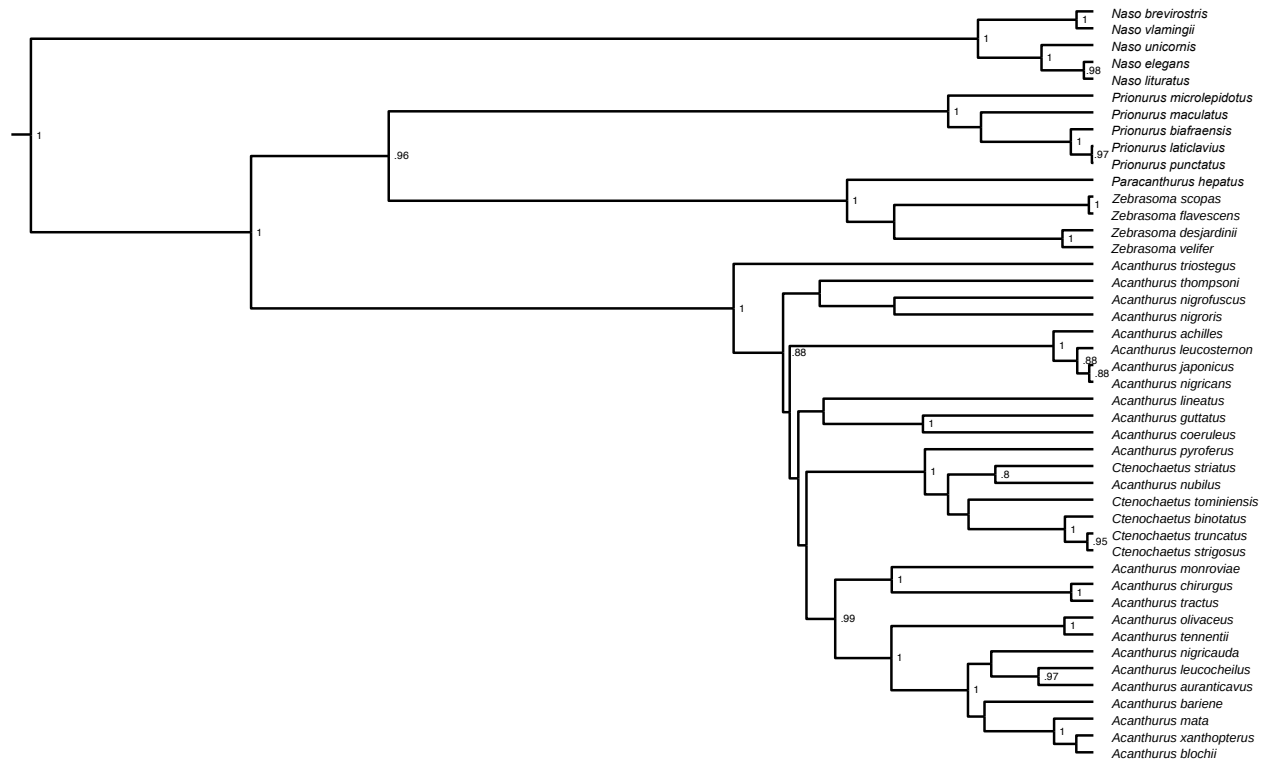 Naso brevirostris
1
Naso vlamingii
1
Naso unicornis
1
Naso elegans
.98
Naso lituratus
Prionurus microlepidotus
1
Prionurus maculatus
Prionurus biafraensis
1
1
Prionurus laticlavius
.97
.96
Prionurus punctatus
Paracanthurus hepatus
1
Zebrasoma scopas
1
Zebrasoma flavescens
1
Zebrasoma desjardinii
1
Zebrasoma velifer
Acanthurus triostegus
Acanthurus thompsoni
Acanthurus nigrofuscus
1
Acanthurus nigroris
Acanthurus achilles
1
Acanthurus leucosternon
.88
.88
Acanthurus japonicus
.88
Acanthurus nigricans
Acanthurus lineatus
Acanthurus guttatus
1
Acanthurus coeruleus
Acanthurus pyroferus
1
Ctenochaetus striatus
.8
Acanthurus nubilus
Ctenochaetus tominiensis
Ctenochaetus binotatus
1
Ctenochaetus truncatus
.95
Ctenochaetus strigosus
Acanthurus monroviae
1
Acanthurus chirurgus
1
Acanthurus tractus
.99
Acanthurus olivaceus
1
Acanthurus tennentii
Acanthurus nigricauda
1
Acanthurus leucocheilus
.97
Acanthurus auranticavus
1
Acanthurus bariene
Acanthurus mata
1
Acanthurus xanthopterus
Acanthurus blochii